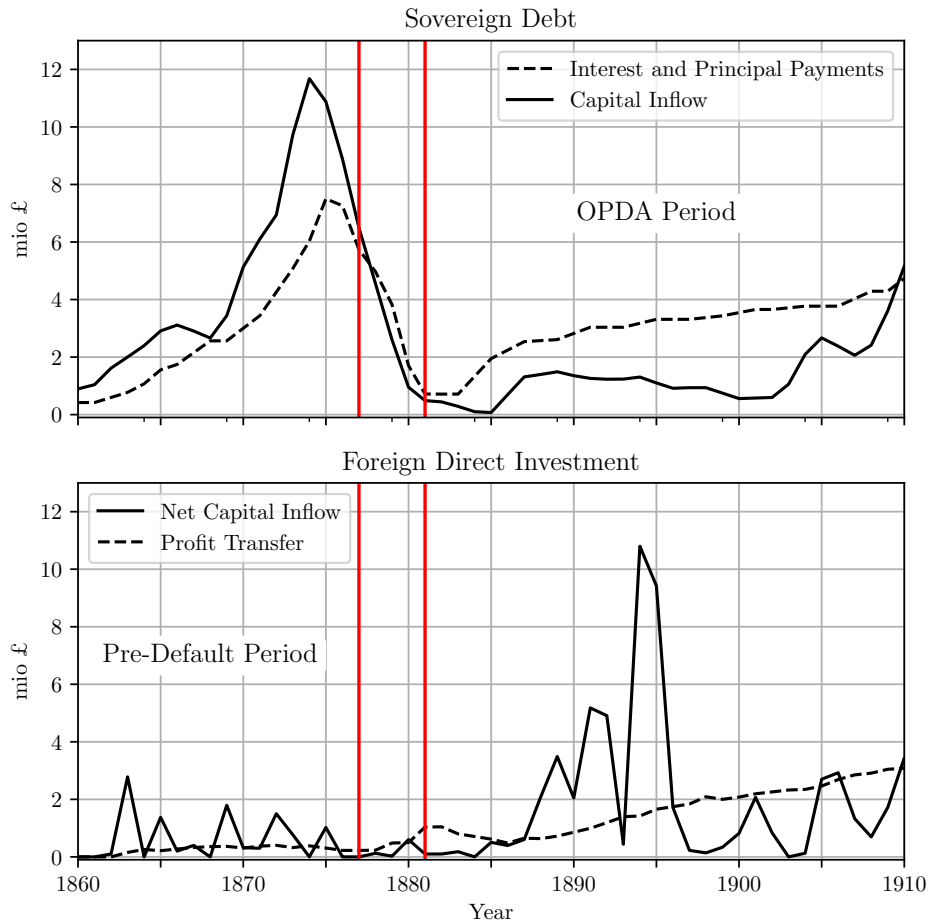 Sovereign Debt
12
10
8
6
4
2
0
mio £
Interest and Principal Payments
Capital Inflow
OPDA Period
Foreign Direct Investment
12
10
8
6
4
2
0
mio £
Net Capital Inflow
Profit Transfer
Pre-Default Period
1860 1870 1880 1890 1900 1910
Year